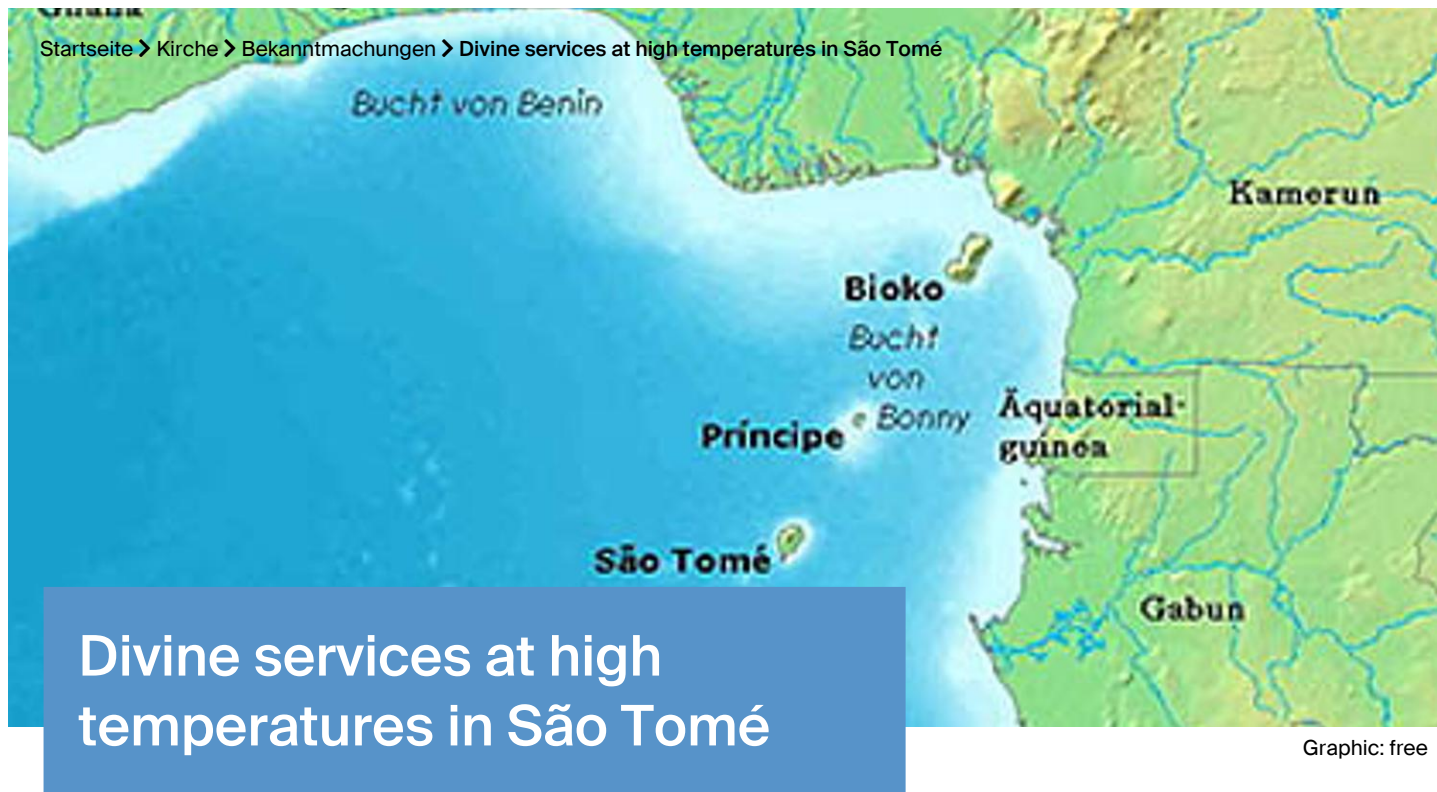 Ghana
Startseite > Kirche > Bekanntmachungen > Divine services at high temperatures in São Tomé
Bucht von Benin
Kamerun
Bioko
Bucht
von
Bonny
Äquatorial-
guinea
Príncipe
São Tomé
Gabun
Divine services at high
temperatures in São Tomé
Graphic: free